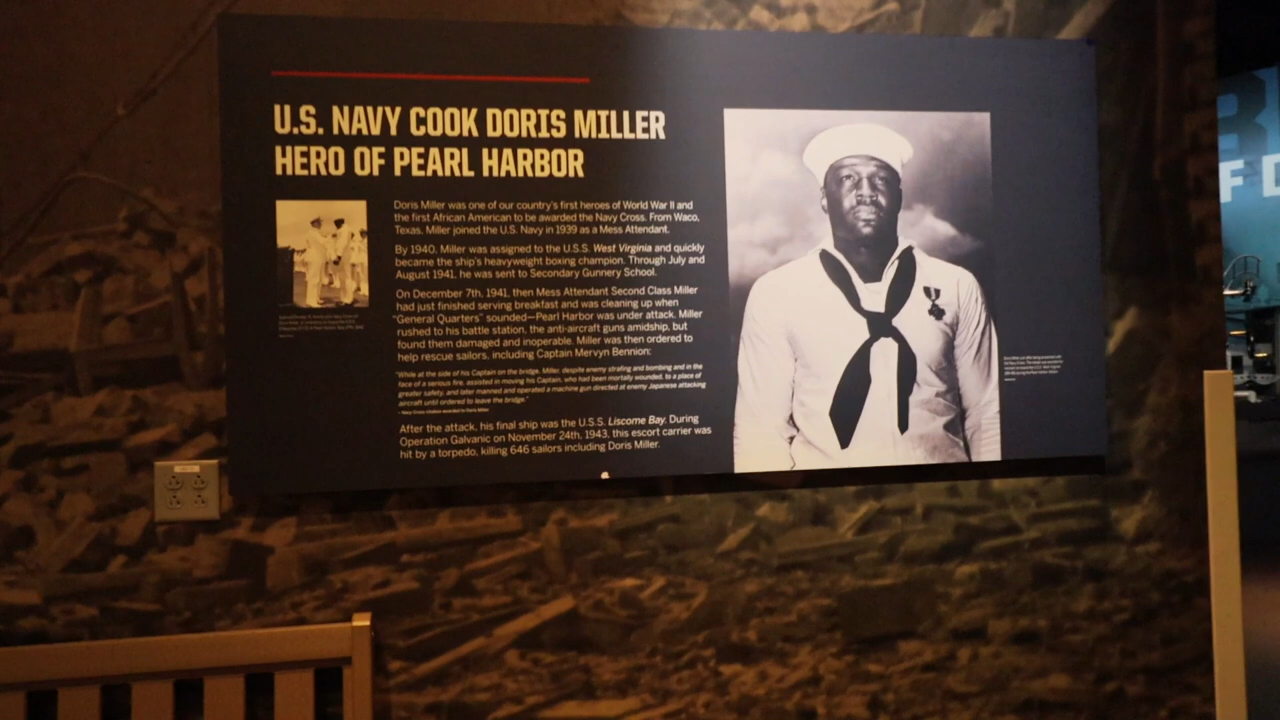 U.S. NAVY COOK DORIS MILLER
HERO OF PEARL HARBOR
Doris Miller was one of our country's first heroes of World War II and
the first African American to be awarded the Navy Cross. From Waco,
Texas, Miller joined the U.S. Navy in 1939 as a Mess Attendant.
By 1940, Miller was assigned to the U.S.S. West Virginia and quickly
became the ship's heavyweight boxing champion. Through July and
August 1941, he was sent to Secondary Gunnery School.
On December 7th, 1941, then Mess Attendant Second Class Miller
had just finished serving breakfast and was cleaning up when
"General Quarters" sounded—Pearl Harbor was under attack. Miller
rushed to his battle station, the anti-aircraft guns amidship, but
found them damaged and inoperable. Miller was then ordered to
help rescue sailors, including Captain Mervyn Bennion:
"While at the side of his Captain on the bridge, Miller, despite enemy strafing and bombing and in the
face of a serious fire, assisted in moving his Captain, who had been mortally wounded, to a place of
greater safety, and later manned and operated a machine gun directed at enemy Japanese attacking
aircraft until ordered to leave the bridge."
- Navy Cross citation awarded to Doris Miller
After the attack, his final ship was the U.S.S. Liscome Bay. During
Operation Galvanic on November 24th, 1943, this escort carrier was
hit by a torpedo, killing 646 sailors including Doris Miller.